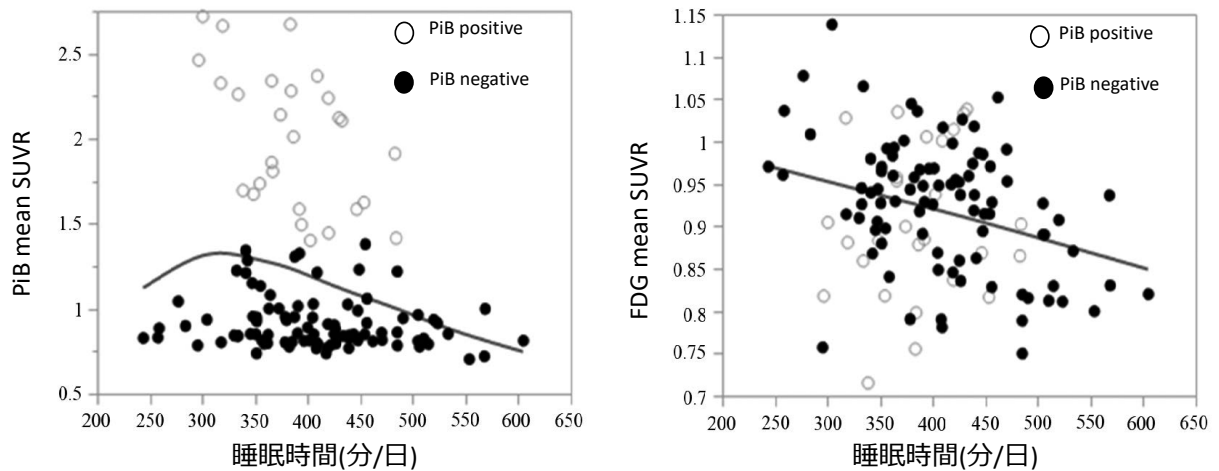 PiB positive
PiB negative
PiB mean SUVR
2.5
2
1.5
1
0.5
200 250 300 350 400 450 500 550 600 650
睡眠時間(分/日)
PiB positive
PiB negative
FDG mean SUVR
1.15
1.1
1.05
1
0.95
0.9
0.85
0.8
0.75
0.7
200 250 300 350 400 450 500 550 600 650
睡眠時間(分/日)